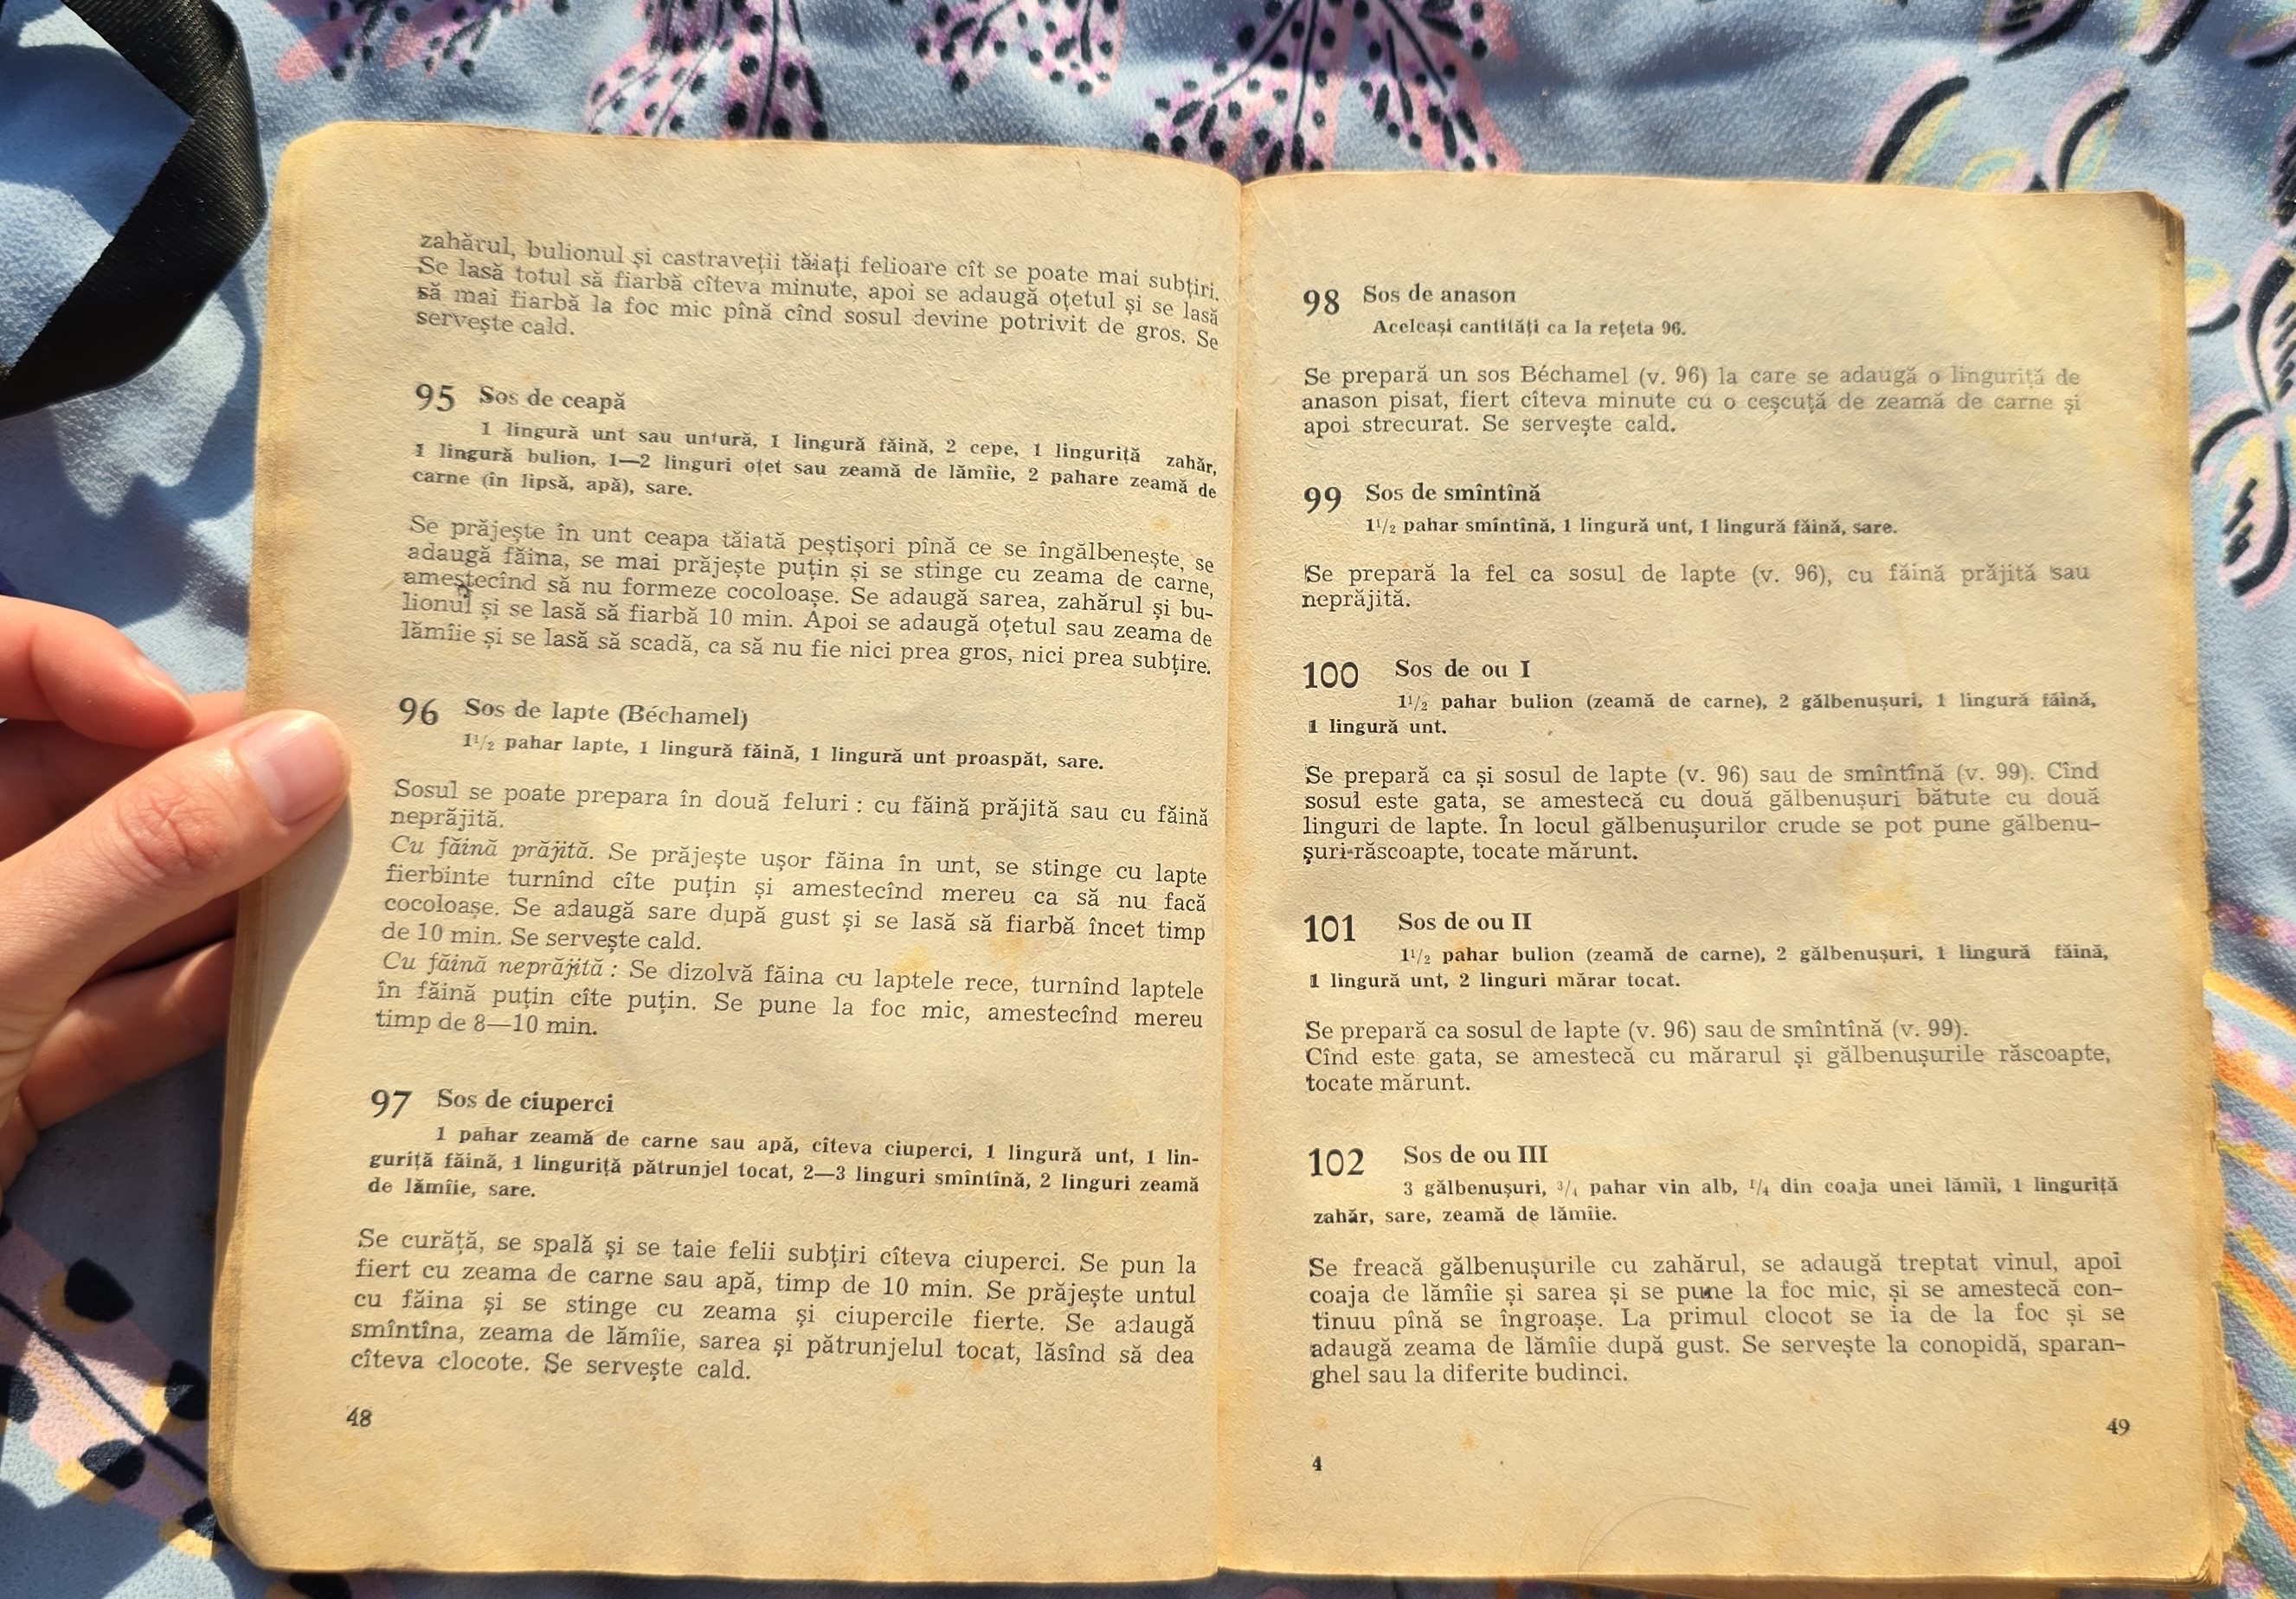 zahărul, bulionul și castraveții tăiați felioare cît se poate mai subțiri.
Se lasă totul să fiarbă cîteva minute, apoi se adaugă oțetul și se lasă
să mai fiarbă la foc mic pînă cînd sosul devine potrivit de gros. Se
servește cald.
95 Sos de ceapă
1 lingură unt sau untură, 1 lingură făină, 2 cepe, 1 linguriță zahăr,
1 lingură bulion, 1—2 linguri oțet sau zeamă de lămîie, 2 pahare zeamă de
carne (în lipsă, apă), sare.
Se prăjește în unt ceapa tăiată peștișori pînă ce se îngălbenește, se
adaugă făina, se mai prăjește puțin și se stinge cu zeama de carne,
amestecînd să nu formeze cocoloașe. Se adaugă sarea, zahărul și bu-
lionul și se lasă să fiarbă 10 min. Apoi se adaugă oțetul sau zeama de
lămîie și se lasă să scadă, ca să nu fie nici prea gros, nici prea subțire.
96 Sos de lapte (Béchamel)
1 1/2 pahar lapte, 1 lingură făină, 1 lingură unt proaspăt, sare.
Sosul se poate prepara în două feluri : cu făină prăjită sau cu făină
neprăjită.
Cu făină prăjită. Se prăjește ușor făina în unt, se stinge cu lapte
fierbinte turnînd cîte puțin și amestecînd mereu ca să nu facă
cocoloașe. Se adaugă sare după gust și se lasă să fiarbă încet timp
de 10 min. Se servește cald.
Cu făină neprăjită : Se dizolvă făina cu laptele rece, turnînd laptele
în făină puțin cîte puțin. Se pune la foc mic, amestecînd mereu
timp de 8—10 min.
97 Sos de ciuperci
1 pahar zeamă de carne sau apă, cîteva ciuperci, 1 lingură unt, 1 lin-
guriță făină, 1 linguriță pătrunjel tocat, 2—3 linguri smîntînă, 2 linguri zeamă
de lămîie, sare.
Se curăță, se spală și se taie felii subțiri cîteva ciuperci. Se pun la
fiert cu zeama de carne sau apă, timp de 10 min. Se prăjește untul
cu făina și se stinge cu zeama și ciupercile fierte. Se adaugă
smîntîna, zeama de lămîie, sarea și pătrunjelul tocat, lăsînd să dea
cîteva clocote. Se servește cald.
48
98 Sos de anason
Aceleași cantități ca la rețeta 96.
Se prepară un sos Béchamel (v. 96) la care se adaugă o linguriță de
anason pisat, fiert cîteva minute cu o ceșcuță de zeamă de carne și
apoi strecurat. Se servește cald.
99 Sos de smîntînă
1 1/2 pahar smîntînă, 1 lingură unt, 1 lingură făină, sare.
Se prepară la fel ca sosul de lapte (v. 96), cu făină prăjită sau
neprăjită.
100 Sos de ou I
1 1/2 pahar bulion (zeamă de carne), 2 gălbenușuri, 1 lingură făină,
1 lingură unt.
Se prepară ca și sosul de lapte (v. 96) sau de smîntînă (v. 99). Cînd
sosul este gata, se amestecă cu două gălbenușuri bătute cu două
linguri de lapte. În locul gălbenușurilor crude se pot pune gălbenu-
șuri-răscoapte, tocate mărunt.
101 Sos de ou II
1 1/2 pahar bulion (zeamă de carne), 2 gălbenușuri, 1 lingură făină,
1 lingură unt, 2 linguri mărar tocat.
Se prepară ca sosul de lapte (v. 96) sau de smîntînă (v. 99).
Cînd este gata, se amestecă cu mărarul și gălbenușurile răscoapte,
tocate mărunt.
102 Sos de ou III
3 gălbenușuri, 3/4 pahar vin alb, 1/4 din coaja unei lămîi, 1 linguriță
zahăr, sare, zeamă de lămîie.
Se freacă gălbenușurile cu zahărul, se adaugă treptat vinul, apoi
coaja de lămîie și sarea și se pune la foc mic, și se amestecă con-
tinuu pînă se îngroașe. La primul clocot se ia de la foc și se
adaugă zeama de lămîie după gust. Se servește la conopidă, sparan-
ghel sau la diferite budinci.
49
4